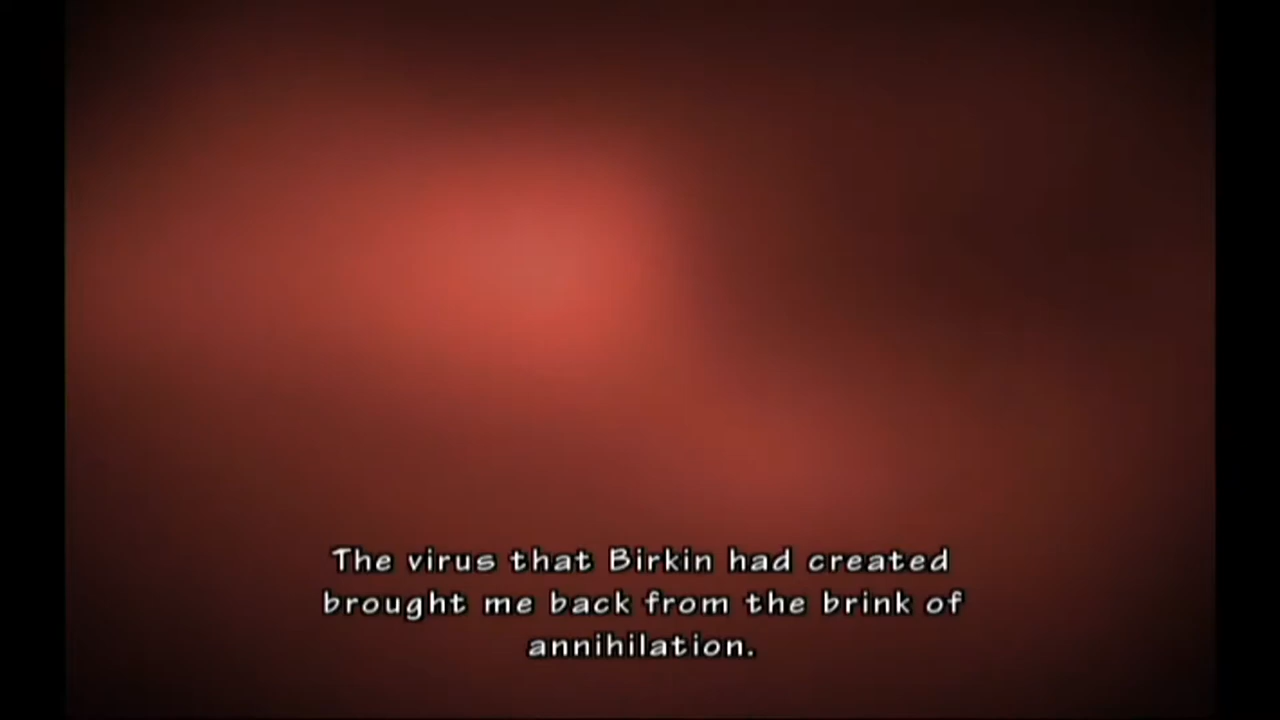 The virus that Birkin had created
brought me back from the brink of
annihilation.